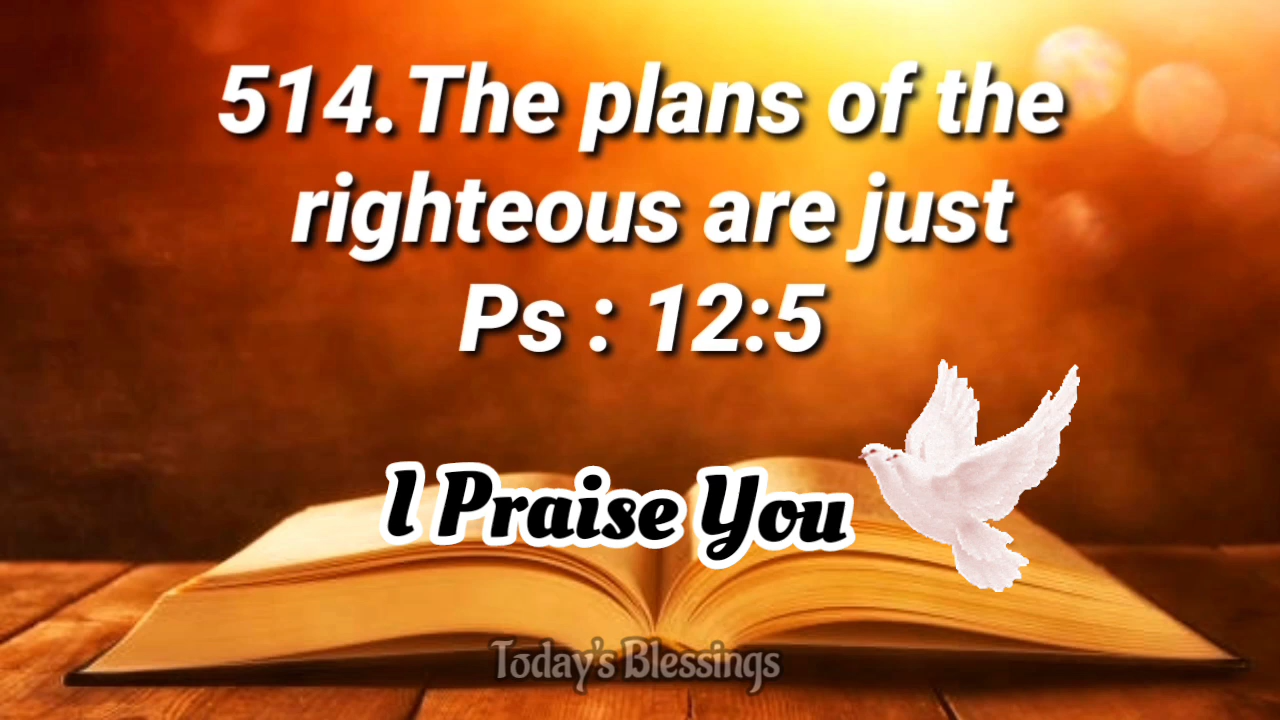 514.The plans of the
righteous are just
Ps : 12:5
I Praise You
Today's Blessings